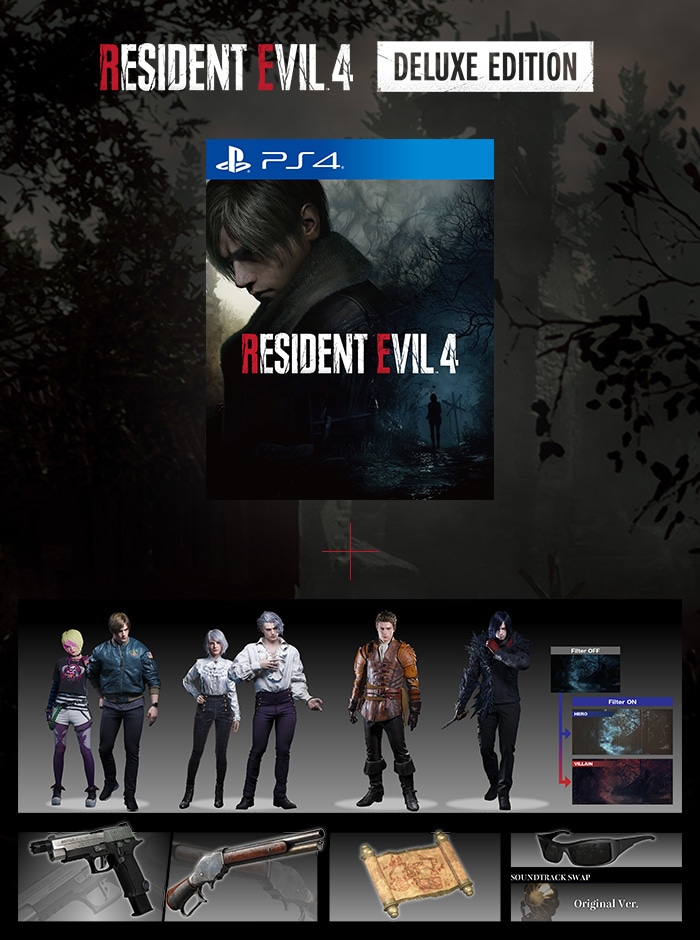 RESIDENT EVIL 4 DELUXE EDITION
PS4
RESIDENT EVIL 4
Filter OFF
Filter ON
HERO
VILLAIN
SOUNDTRACK SWAP
Original Ver.